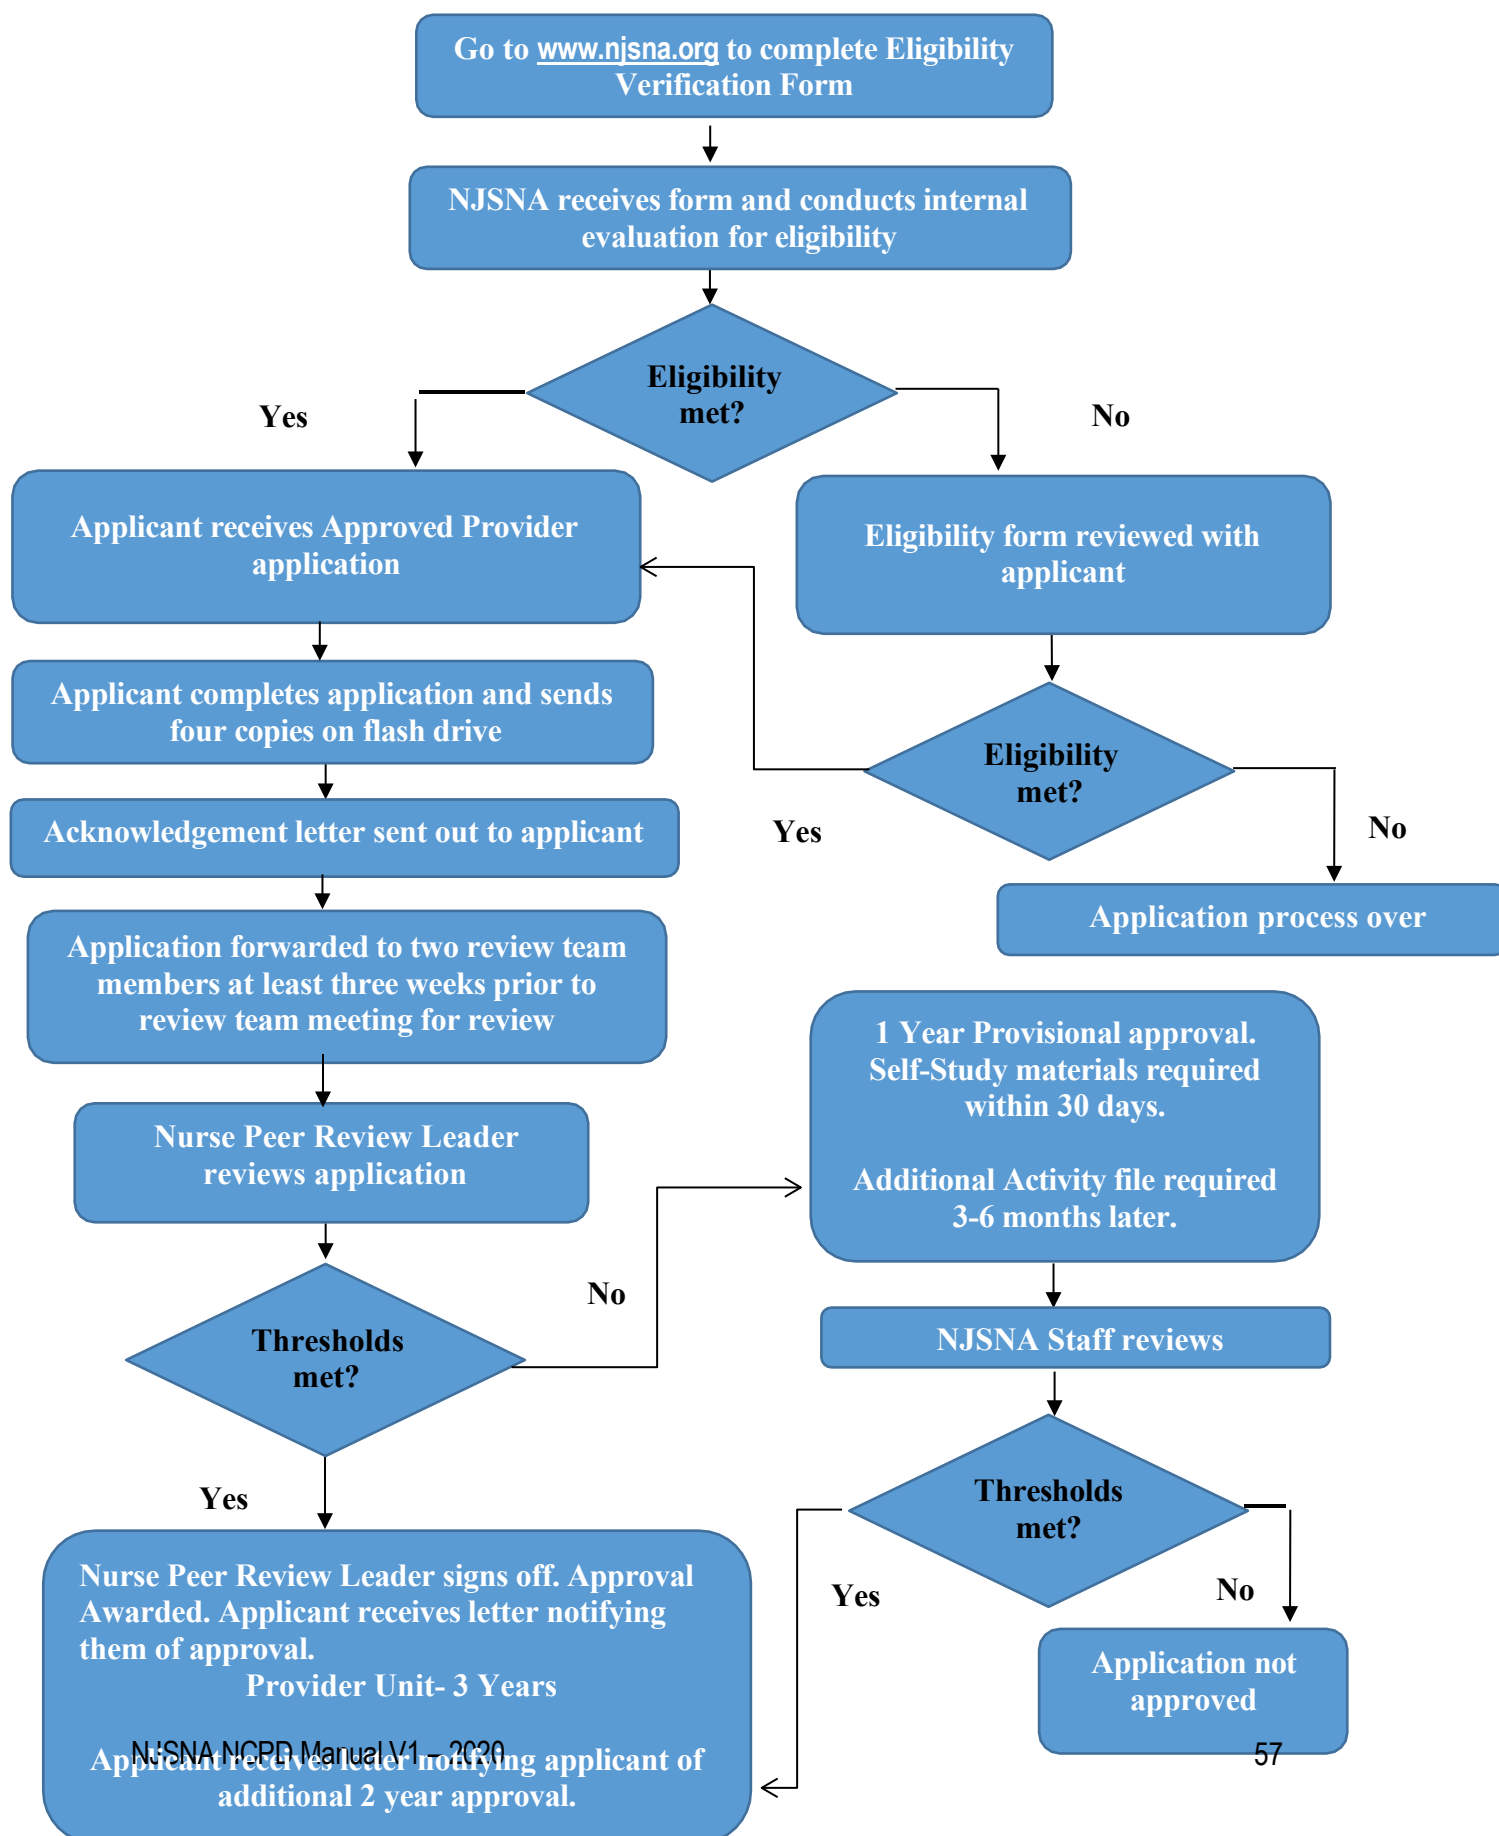 Go to www.njsna.org to complete Eligibility
Verification Form
NJSNA receives form and conducts internal
evaluation for eligibility
Eligibility
met?
Yes
No
Applicant receives Approved Provider
application
Eligibility form reviewed with
applicant
Applicant completes application and sends
four copies on flash drive
Eligibility
met?
Yes
No
Acknowledgement letter sent out to applicant
Application process over
Application forwarded to two review team
members at least three weeks prior to
review team meeting for review
1 Year Provisional approval.
Self-Study materials required
within 30 days.
Additional Activity file required
3-6 months later.
Nurse Peer Review Leader
reviews application
No
Thresholds
met?
NJSNA Staff reviews
Yes
Thresholds
met?
Yes
No
Nurse Peer Review Leader signs off. Approval
Awarded. Applicant receives letter notifying
them of approval.
Provider Unit- 3 Years
Application not
approved
NJSNA NCPD Manual V1 – 2020
57
Applicant receives letter notifying applicant of
additional 2 year approval.